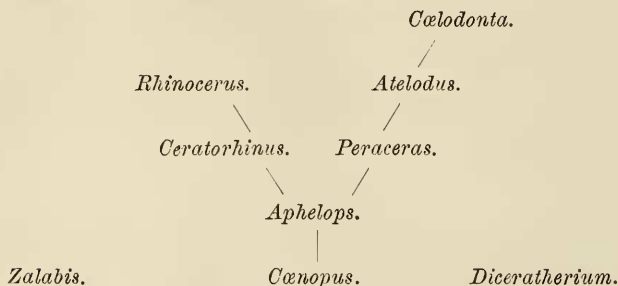 Cœlodonta.
Rhinocerus. Atelodus.
Ceratorhinus. Peraceras.
Aphelops.
Zalabis. Cœnopus. Diceratherium.